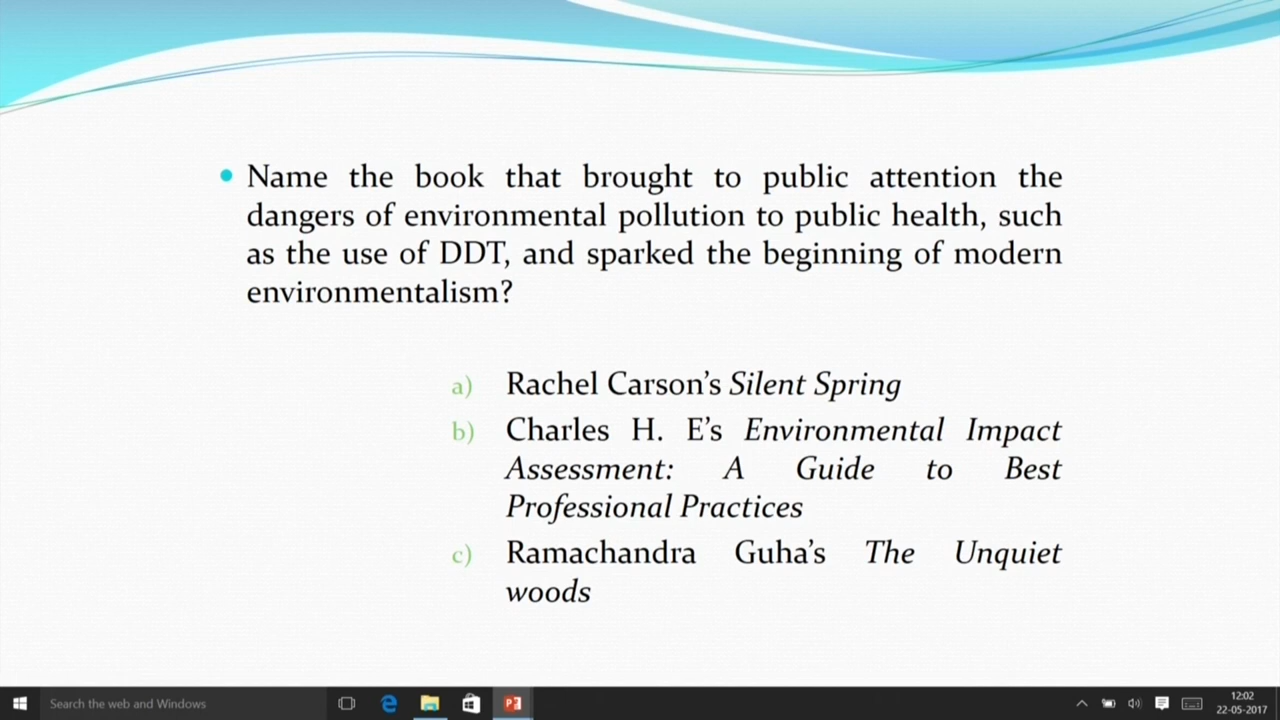 Name the book that brought to public attention the
dangers of environmental pollution to public health, such
as the use of DDT, and sparked the beginning of modern
environmentalism?
a) Rachel Carson’s Silent Spring
b) Charles H. E’s Environmental Impact
Assessment: A Guide to Best
Professional Practices
c) Ramachandra Guha’s The Unquiet
woods
Search the web and Windows
12:02
22-05-2017